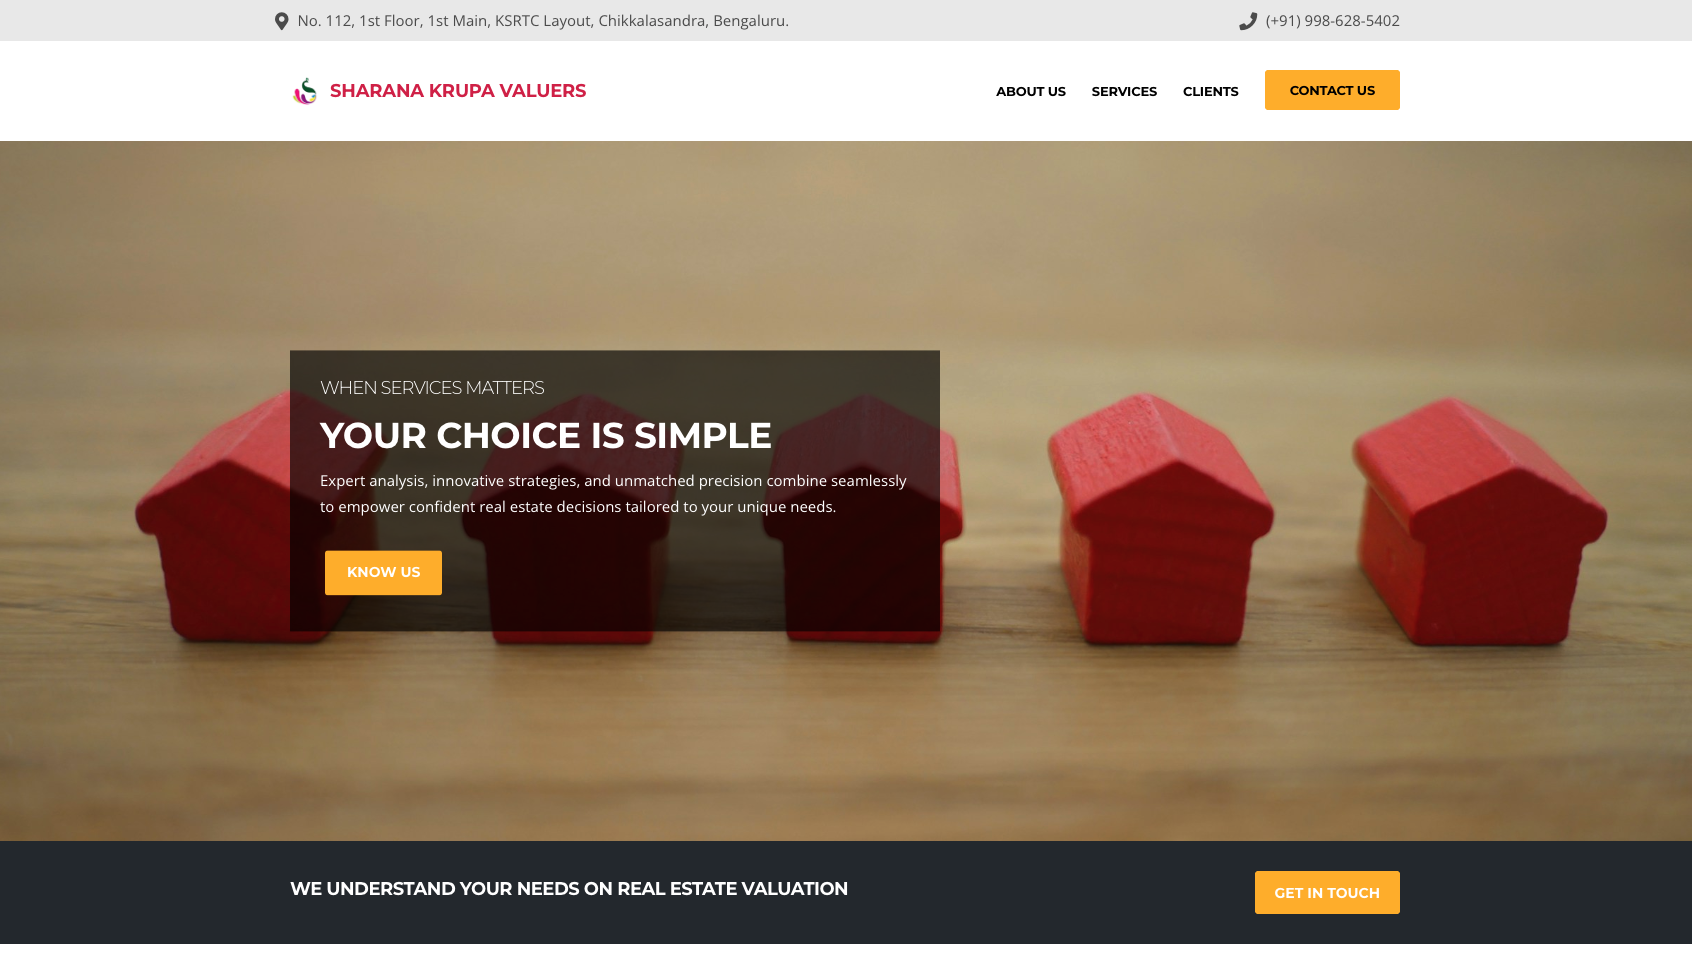 No. 112, 1st Floor, 1st Main, KSRTC Layout, Chikkalasandra, Bengaluru.
(+91) 998-628-5402
SHARANA KRUPA VALUERS
ABOUT US
SERVICES
CLIENTS
CONTACT US
WHEN SERVICES MATTERS
YOUR CHOICE IS SIMPLE
Expert analysis, innovative strategies, and unmatched precision combine seamlessly
to empower confident real estate decisions tailored to your unique needs.
KNOW US
WE UNDERSTAND YOUR NEEDS ON REAL ESTATE VALUATION
GET IN TOUCH